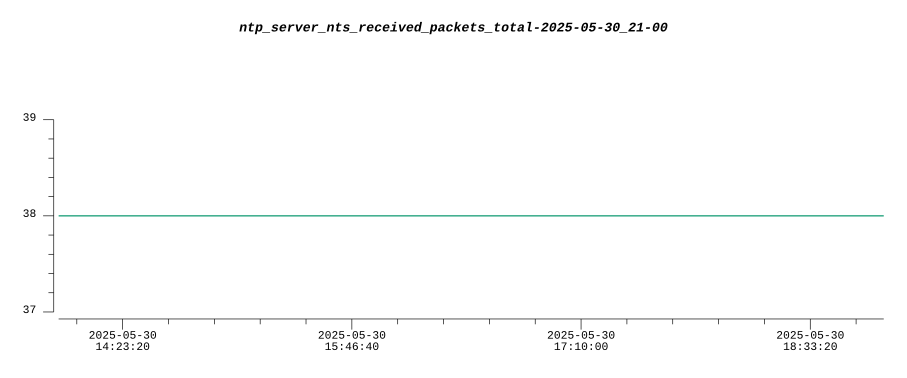 ntp_server_nts_received_packets_total-2025-05-30_21-00
39
38
37
2025-05-30 2025-05-30 2025-05-30 2025-05-30
14:23:20 15:46:40 17:10:00 18:33:20